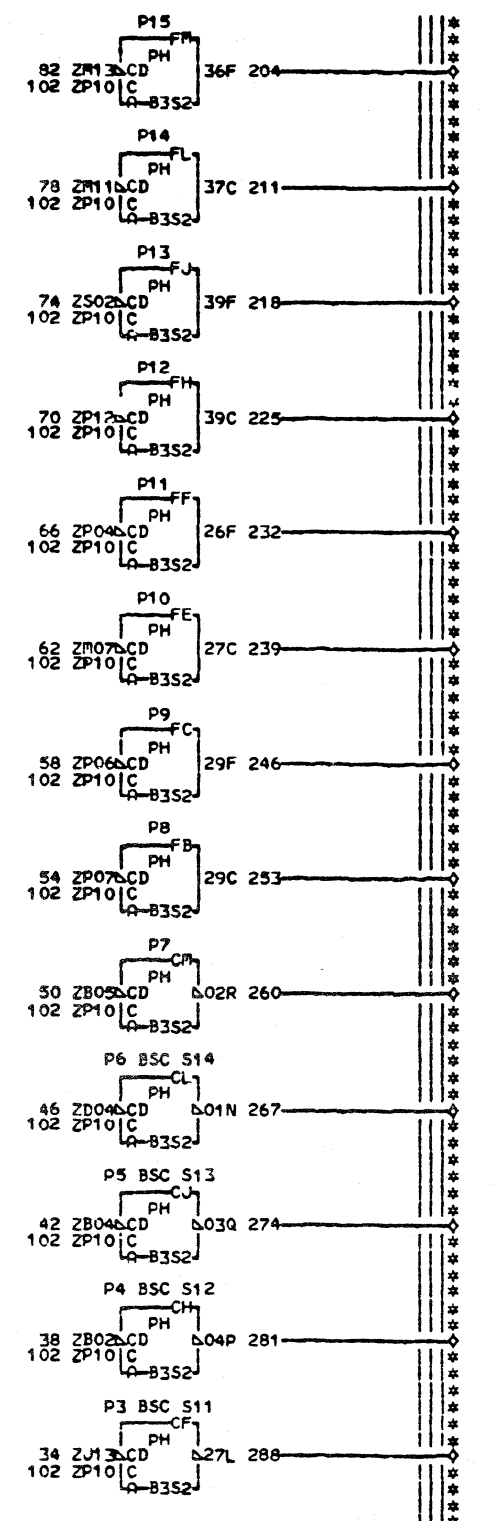 P15
FM
PH
82 ZM13 CD 36F 204
102 ZP10 C
A B3S2
P14
FL
PH
78 ZM11 CD 37C 211
102 ZP10 C
A B3S2
P13
FJ
PH
74 ZS02 CD 39F 218
102 ZP10 C
A B3S2
P12
FH
PH
70 ZP12 CD 39C 225
102 ZP10 C
A B3S2
P11
FF
PH
66 ZP04 CD 26F 232
102 ZP10 C
A B3S2
P10
FE
PH
62 ZM07 CD 27C 239
102 ZP10 C
A B3S2
P9
FC
PH
58 ZP06 CD 29F 246
102 ZP10 C
A B3S2
P8
FB
PH
54 ZP07 CD 29C 253
102 ZP10 C
A B3S2
P7
CM
PH
50 ZB05 CD 02R 260
102 ZP10 C
A B3S2
P6 BSC S14
CL
PH
46 ZD04 CD 01N 267
102 ZP10 C
A B3S2
P5 BSC S13
CJ
PH
42 ZB04 CD 03Q 274
102 ZP10 C
A B3S2
P4 BSC S12
CH
PH
38 ZB02 CD 04P 281
102 ZP10 C
A B3S2
P3 BSC S11
CF
PH
34 ZJ13 CD 27L 288
102 ZP10 C
A B3S2